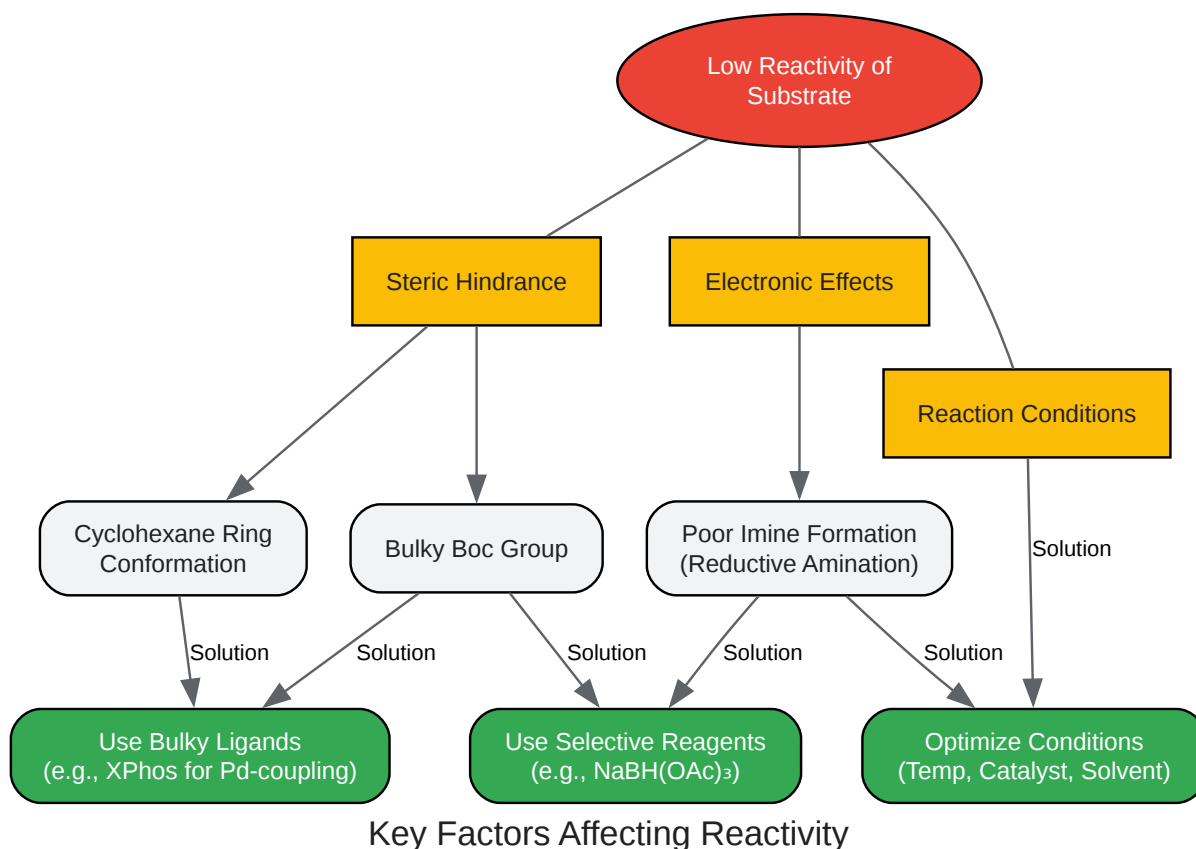 Low Reactivity of
Substrate
Steric Hindrance
Electronic Effects
Reaction Conditions
Cyclohexane Ring
Conformation
Bulky Boc Group
Poor Imine Formation
(Reductive Amination)
Solution
Solution
Solution
Solution
Solution
Solution
Use Bulky Ligands
(e.g., XPhos for Pd-coupling)
Use Selective Reagents
(e.g., NaBH(OAc)₃)
Optimize Conditions
(Temp, Catalyst, Solvent)
Key Factors Affecting Reactivity